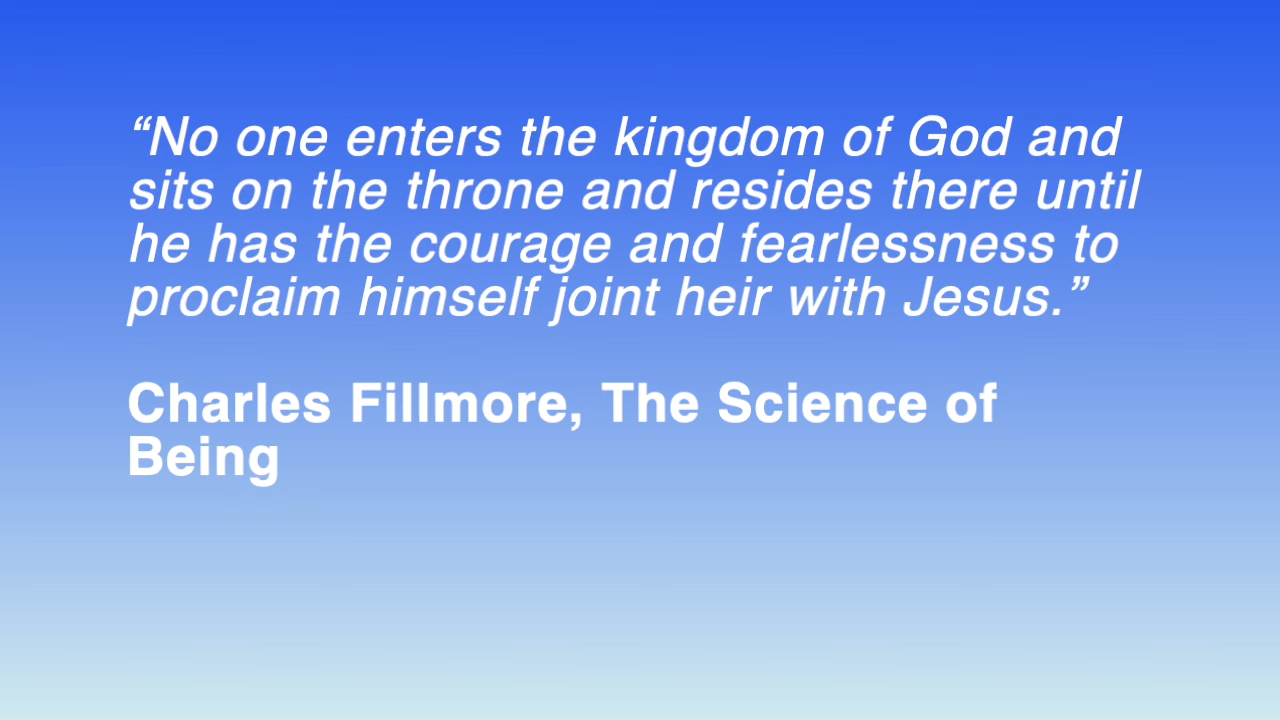 “No one enters the kingdom of God and
sits on the throne and resides there until
he has the courage and fearlessness to
proclaim himself joint heir with Jesus.”
Charles Fillmore, The Science of
Being